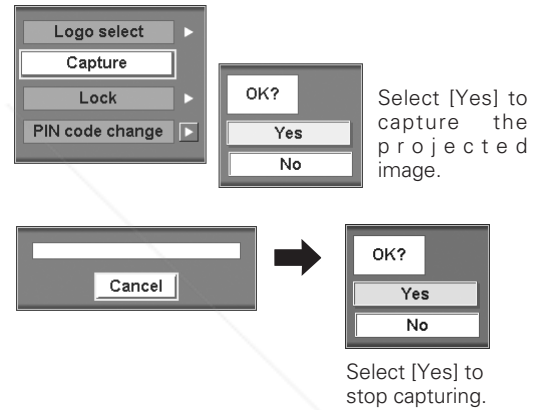 Logo select
Capture
Lock
PIN code change
OK?
Yes
No
Select [Yes] to
capture the
projected
image.
Cancel
OK?
Yes
No
Select [Yes] to
stop capturing.